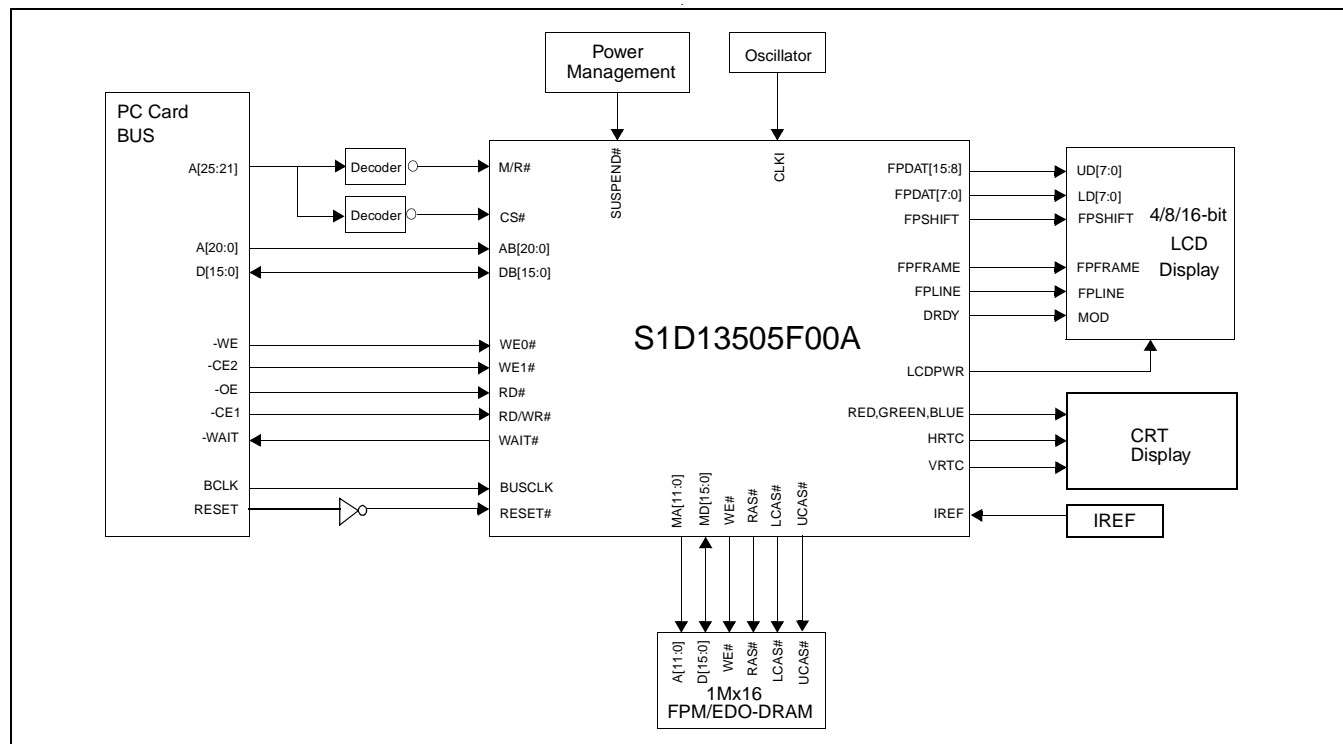 Power
Management
Oscillator
PC Card
BUS
A[25:21]
Decoder
M/R#
SUSPEND#
CLKI
FPDAT[15:8]
UD[7:0]
FPDAT[7:0]
LD[7:0]
Decoder
CS#
FPSHIFT
FPSHIFT
4/8/16-bit
LCD
Display
A[20:0]
AB[20:0]
D[15:0]
DB[15:0]
FPFRAME
FPFRAME
FPLINE
FPLINE
DRDY
MOD
S1D13505F00A
-WE
WE0#
-CE2
WE1#
LCDPWR
-OE
RD#
-CE1
RD/WR#
RED,GREEN,BLUE
-WAIT
WAIT#
HRTC
CRT
Display
VRTC
BCLK
BUSCLK
RESET
RESET#
MA[11:0]
MD[15:0]
WE#
RAS#
LCAS#
UCAS#
IREF
IREF
A[11:0]
D[15:0]
WE#
RAS#
LCAS#
UCAS#
1Mx16
FPM/EDO-DRAM